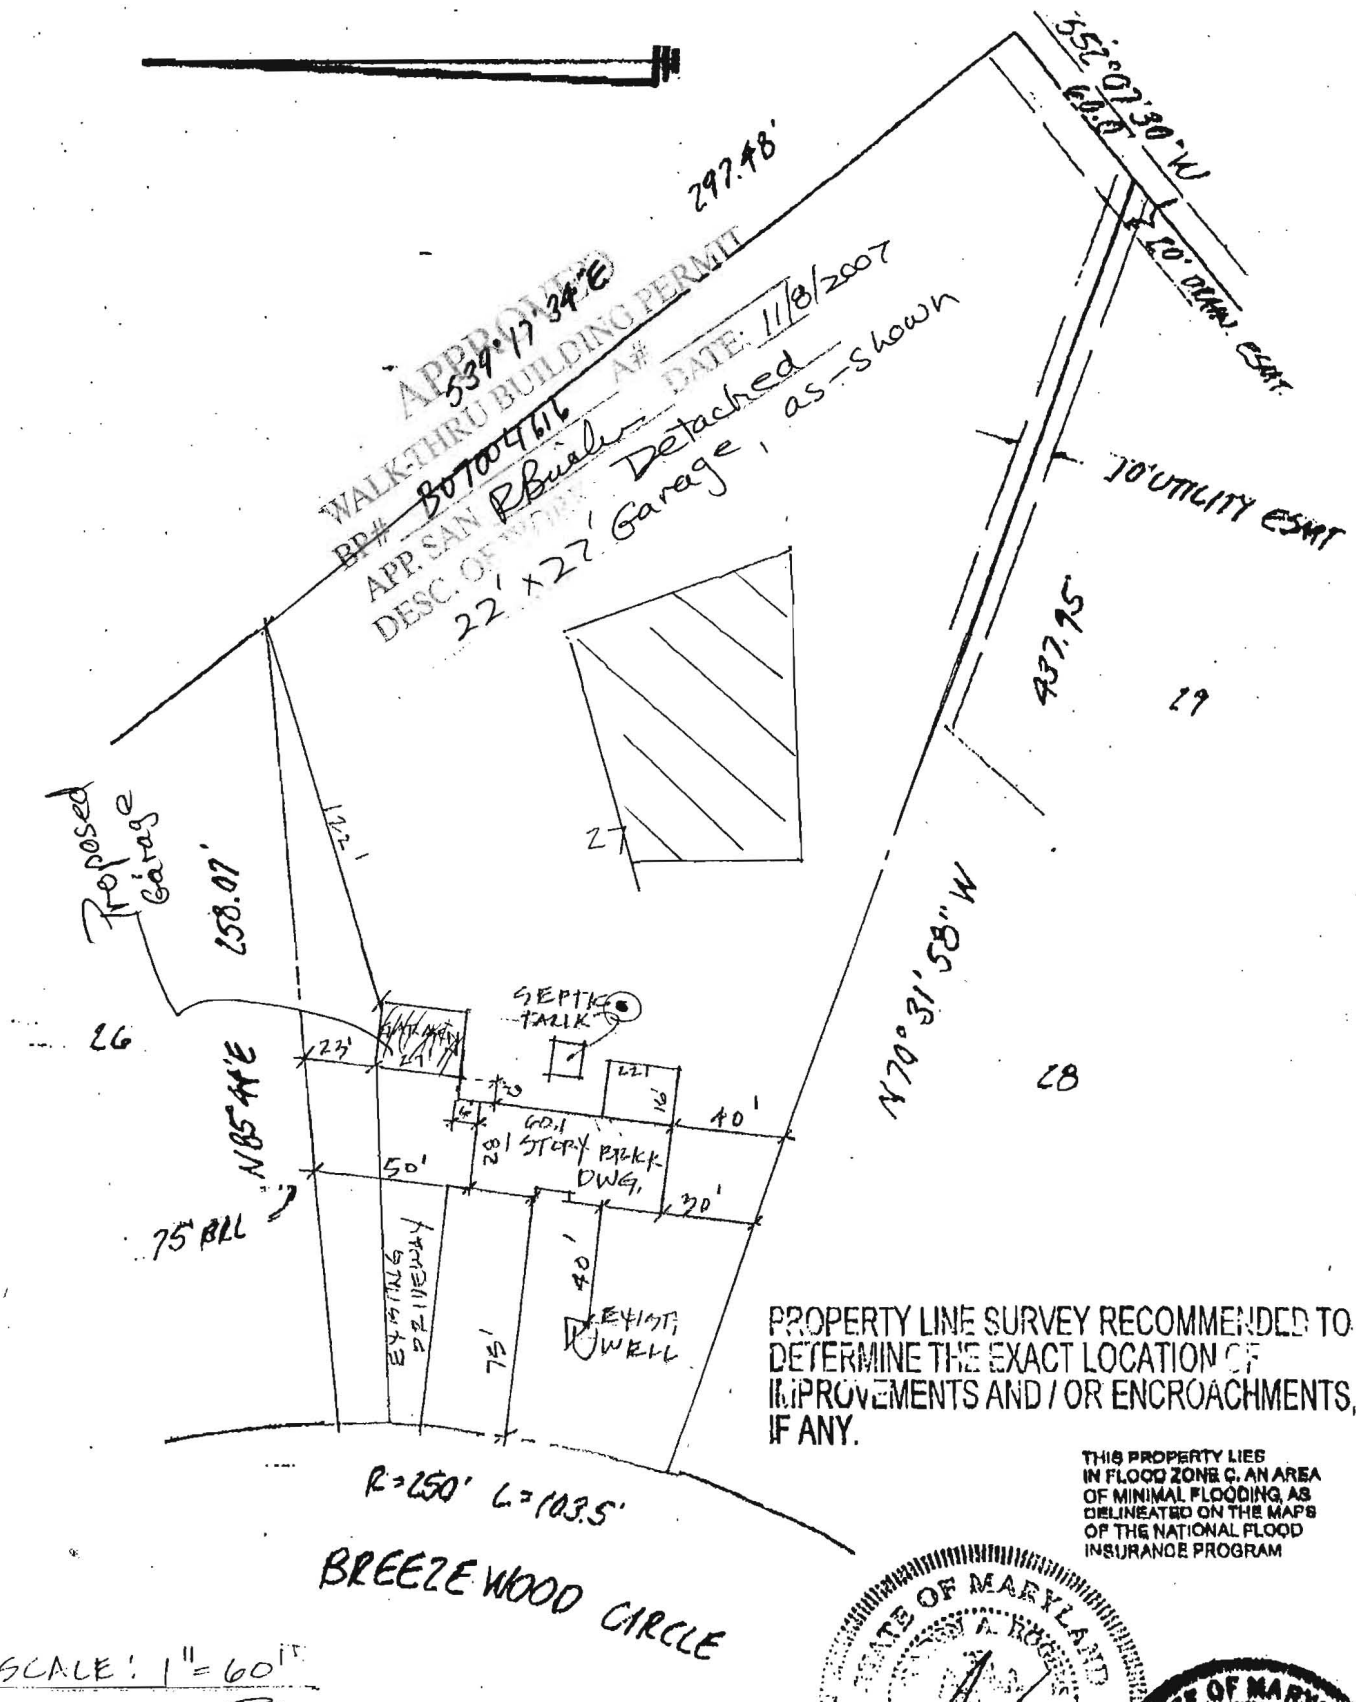 S52°07'30"W
60.0
297.48'
S39°17'34"E
APPROVED
WALK-THRU BUILDING PERMIT
BP# B07004616 A#
APP. SAN DATE: 11/8/2007
DESC. OF WORK: Detached
22' x 22' Garage, as-shown
20' DRAIN. ESMT.
10' UTILITY ESMT
437.95
29
27
122'
Proposed
Garage
258.07'
26
N85°44'E
SEPTIC
TANK
23'
22'
16'
40'
60.1
28
1 STORY BRICK
DWG.
50'
30'
75' BRL
EXISTING
DRIVEWAY
75'
40'
EXIST.
WELL
N70°31'58"W
28
PROPERTY LINE SURVEY RECOMMENDED TO
DETERMINE THE EXACT LOCATION OF
IMPROVEMENTS AND / OR ENCROACHMENTS,
IF ANY.
THIS PROPERTY LIES
IN FLOOD ZONE C, AN AREA
OF MINIMAL FLOODING, AS
DELINEATED ON THE MAPS
OF THE NATIONAL FLOOD
INSURANCE PROGRAM
R=250' L=103.5'
BREEZEWOOD CIRCLE
SCALE: 1"=60'
STATE OF MARYLAND
OF MARY